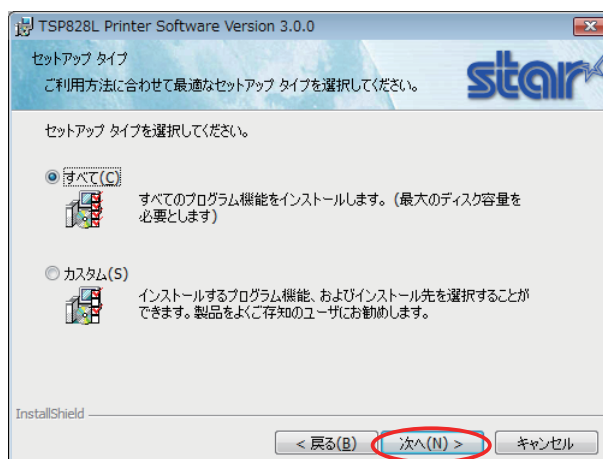 TSP828L Printer Software Version 3.0.0
セットアップ タイプ
ご利用方法に合わせて最適なセットアップ タイプを選択してください。
star
セットアップ タイプを選択してください。
すべて(C)
すべてのプログラム機能をインストールします。(最大のディスク容量を
必要とします)
カスタム(S)
インストールするプログラム機能、およびインストール先を選択することが
できます。製品をよくご存知のユーザにお勧めします。
InstallShield
< 戻る(B)
次へ(N) >
キャンセル